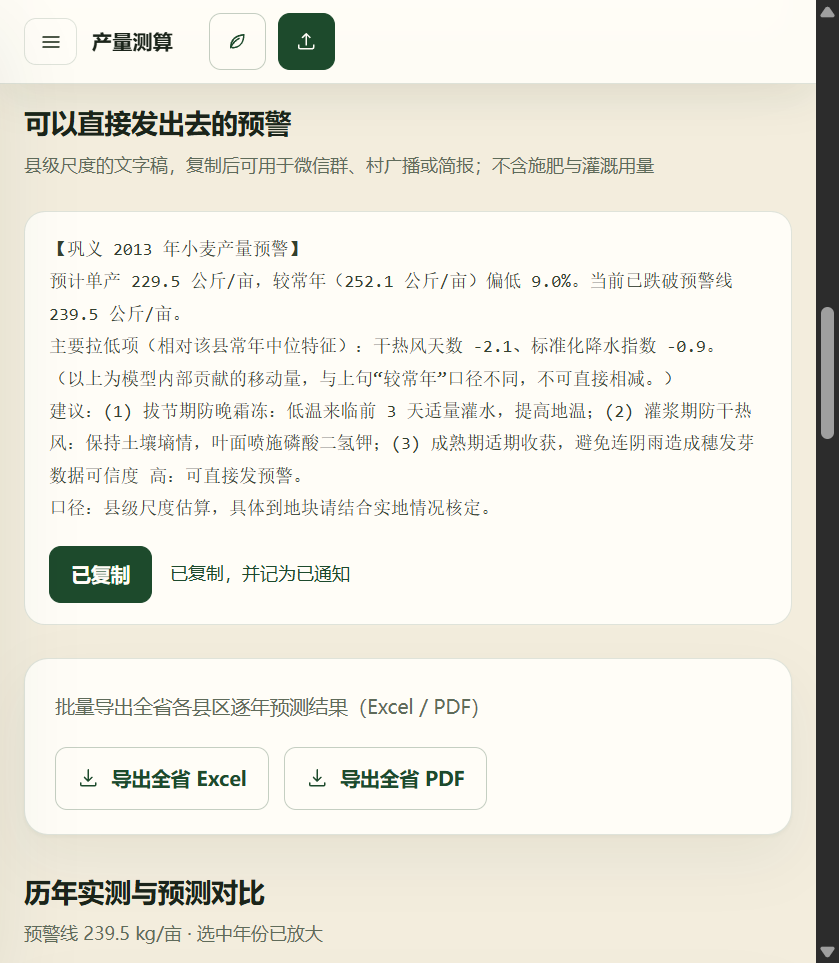 产量测算
可以直接发出去的预警
县级尺度的文字稿，复制后可用于微信群、村广播或简报；不含施肥与灌溉用量
【巩义 2013 年小麦产量预警】
预计单产 229.5 公斤/亩，较常年（252.1 公斤/亩）偏低 9.0%。当前已跌破预警线
239.5 公斤/亩。
主要拉低项（相对该县常年中位特征）：干热风天数 -2.1、标准化降水指数 -0.9。
（以上为模型内部贡献的移动量，与上句“较常年”口径不同，不可直接相减。）
建议：(1) 拔节期防晚霜冻：低温来临前 3 天适量灌水，提高地温；(2) 灌浆期防干热
风：保持土壤墒情，叶面喷施磷酸二氢钾；(3) 成熟期适期收获，避免连阴雨造成穗发芽
数据可信度 高：可直接发预警。
口径：县级尺度估算，具体到地块请结合实地情况核定。
已复制 已复制，并记为已通知
批量导出全省各县区逐年预测结果（Excel / PDF）
导出全省 Excel 导出全省 PDF
历年实测与预测对比
预警线 239.5 kg/亩 · 选中年份已放大